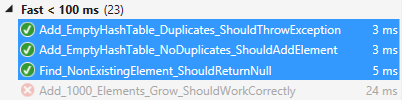 Fast < 100 ms (23)
Add_EmptyHashTable_Duplicates_ShouldThrowException 3 ms
Add_EmptyHashTable_NoDuplicates_ShouldAddElement 3 ms
Find_NonExistingElement_ShouldReturnNull 5 ms
Add_1000_Elements_Grow_ShouldWorkCorrectly 24 ms